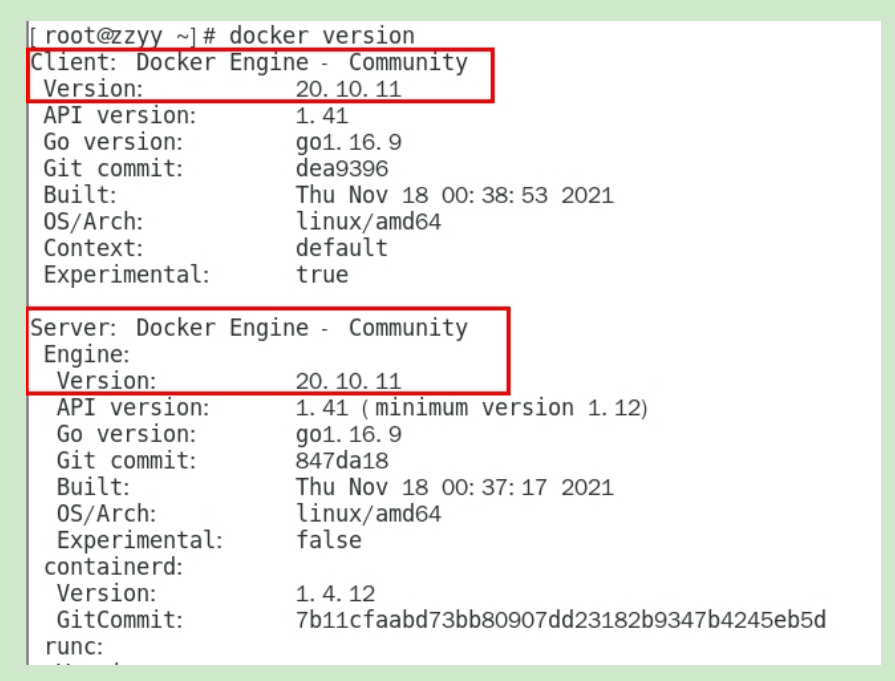 [root@zzyy ~]# docker version
Client: Docker Engine - Community
Version: 20.10.11
API version: 1.41
Go version: go1.16.9
Git commit: dea9396
Built: Thu Nov 18 00:38:53 2021
OS/Arch: linux/amd64
Context: default
Experimental: true
Server: Docker Engine - Community
Engine:
Version: 20.10.11
API version: 1.41 (minimum version 1.12)
Go version: go1.16.9
Git commit: 847da18
Built: Thu Nov 18 00:37:17 2021
OS/Arch: linux/amd64
Experimental: false
containerd:
Version: 1.4.12
GitCommit: 7b11cfaabd73bb80907dd23182b9347b4245eb5d
runc: